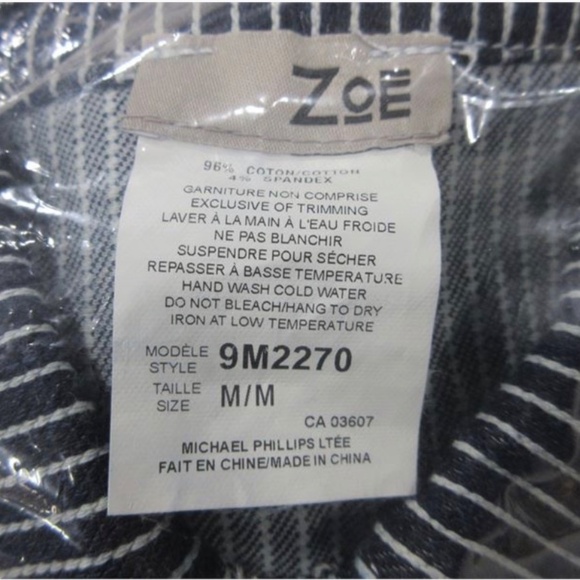 ZOE
96% COTON/COTTON
4% SPANDEX
GARNITURE NON COMPRISE
EXCLUSIVE OF TRIMMING
LAVER À LA MAIN À L'EAU FROIDE
NE PAS BLANCHIR
SUSPENDRE POUR SÉCHER
REPASSER À BASSE TEMPERATURE
HAND WASH COLD WATER
DO NOT BLEACH/HANG TO DRY
IRON AT LOW TEMPERATURE
MODÈLE
STYLE 9M2270
TAILLE
SIZE M/M
CA 03607
MICHAEL PHILLIPS LTÉE
FAIT EN CHINE/MADE IN CHINA